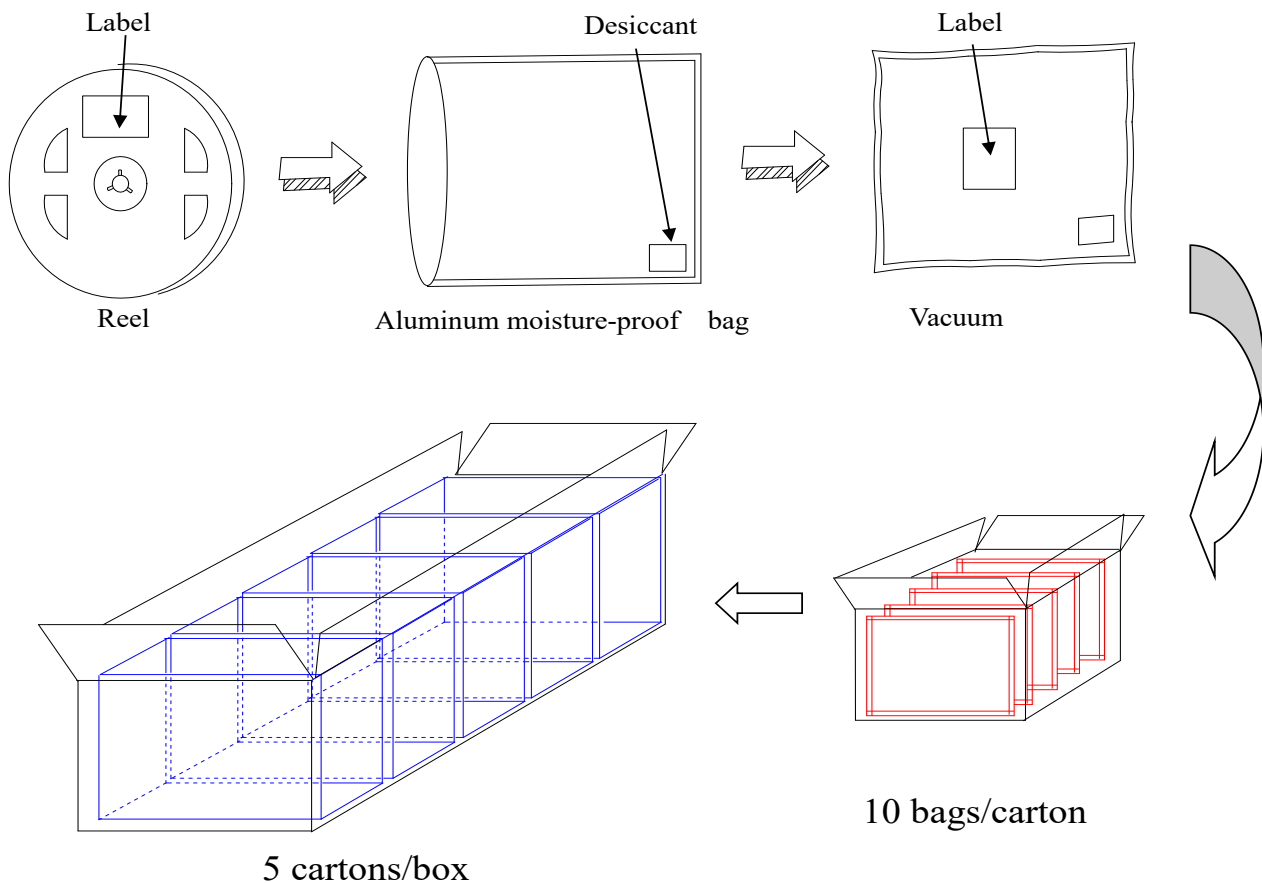 Label
Desiccant
Label
Reel
Aluminum moisture-proof bag
Vacuum
10 bags/carton
5 cartons/box